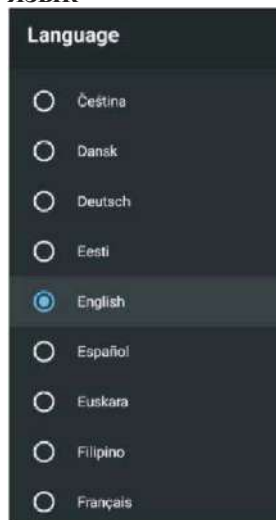 Language
Čeština
Dansk
Deutsch
Eesti
English
Español
Euskara
Filipino
Français